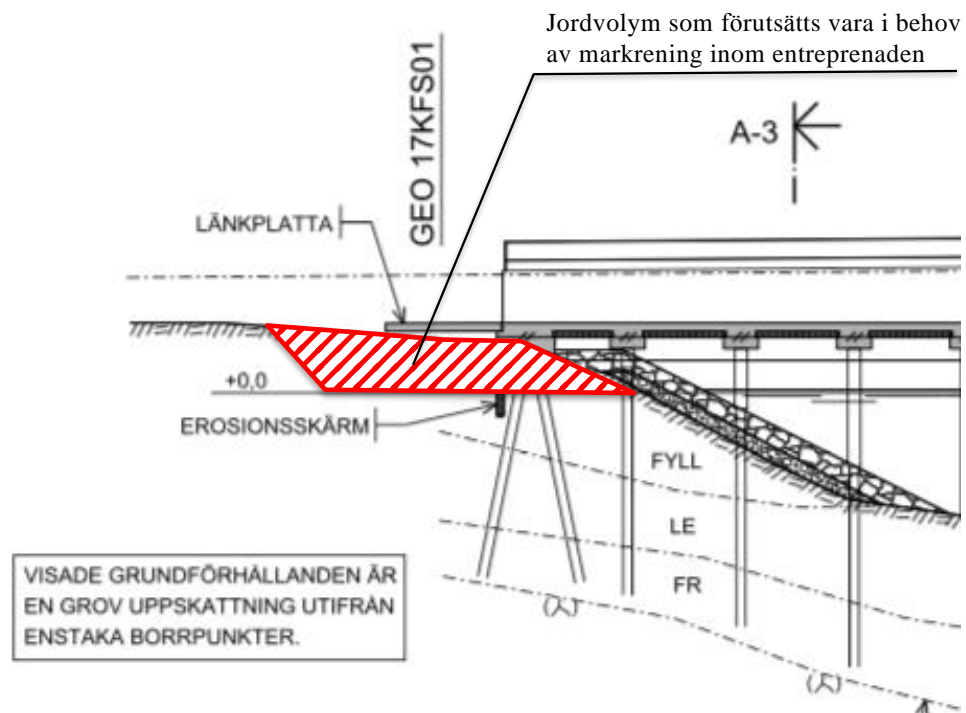 Jordvolym som förutsätts vara i behov
av markrening inom entreprenaden
GEO 17KFS01
A-3
LÄNKPLATTA
+0,0
EROSIONSSKÄRM
FYLL
LE
FR
VISADE GRUNDFÖRHÅLLANDEN ÄR
EN GROV UPPSKATTNING UTIFRÅN
ENSTAKA BORRPUNKTER.